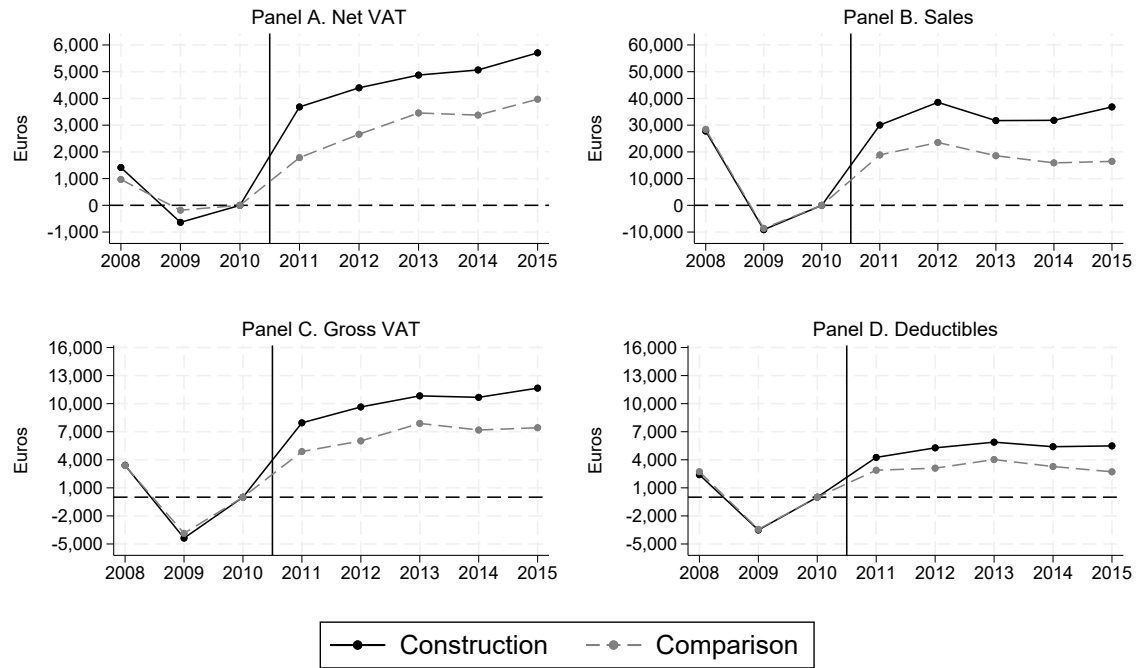 Panel A. Net VAT
Euros
6,000
5,000
4,000
3,000
2,000
1,000
0
-1,000
2008 2009 2010 2011 2012 2013 2014 2015
Panel B. Sales
Euros
60,000
50,000
40,000
30,000
20,000
10,000
0
-10,000
2008 2009 2010 2011 2012 2013 2014 2015
Panel C. Gross VAT
Euros
16,000
13,000
10,000
7,000
4,000
1,000
-2,000
-5,000
2008 2009 2010 2011 2012 2013 2014 2015
Panel D. Deductibles
Euros
16,000
13,000
10,000
7,000
4,000
1,000
-2,000
-5,000
2008 2009 2010 2011 2012 2013 2014 2015
Construction Comparison